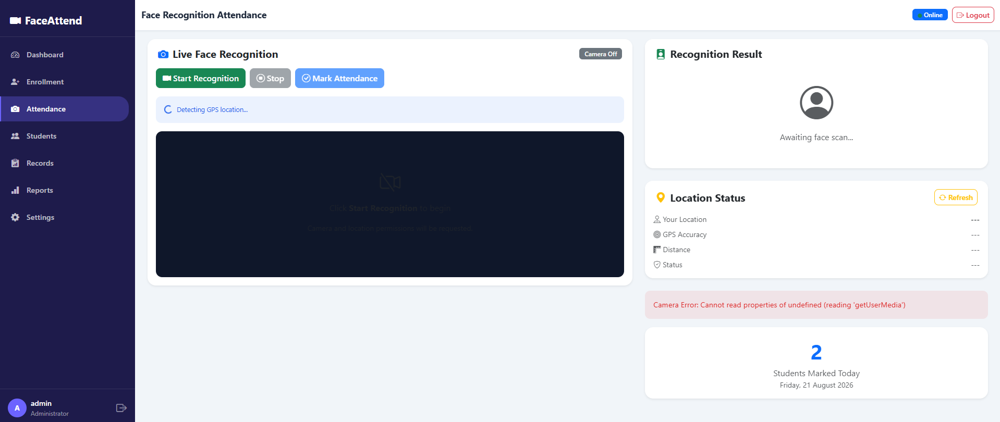 FaceAttend
Dashboard
Enrollment
Attendance
Students
Records
Reports
Settings
A
admin
Administrator
Face Recognition Attendance
Online
Logout
Live Face Recognition
Camera Off
Start Recognition
Stop
Mark Attendance
Detecting GPS location...
Click Start Recognition to begin
Camera and location permissions will be requested.
Recognition Result
Awaiting face scan...
Location Status
Refresh
Your Location ---
GPS Accuracy ---
Distance ---
Status ---
Camera Error: Cannot read properties of undefined (reading 'getUserMedia')
2
Students Marked Today
Friday, 21 August 2026